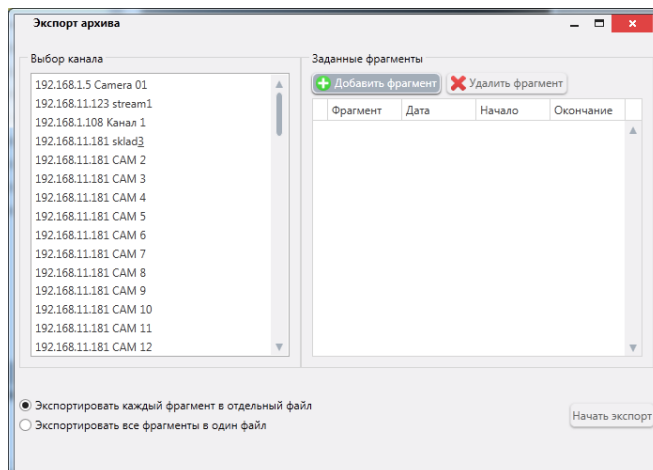 Экспорт архива
Выбор канала
192.168.1.5 Camera 01
192.168.11.123 stream1
192.168.1.108 Канал 1
192.168.11.181 sklad3
192.168.11.181 CAM 2
192.168.11.181 CAM 3
192.168.11.181 CAM 4
192.168.11.181 CAM 5
192.168.11.181 CAM 6
192.168.11.181 CAM 7
192.168.11.181 CAM 8
192.168.11.181 CAM 9
192.168.11.181 CAM 10
192.168.11.181 CAM 11
192.168.11.181 CAM 12
Заданные фрагменты
Добавить фрагмент Удалить фрагмент
Фрагмент Дата Начало Окончание
Экспортировать каждый фрагмент в отдельный файл
Экспортировать все фрагменты в один файл
Начать экспорт